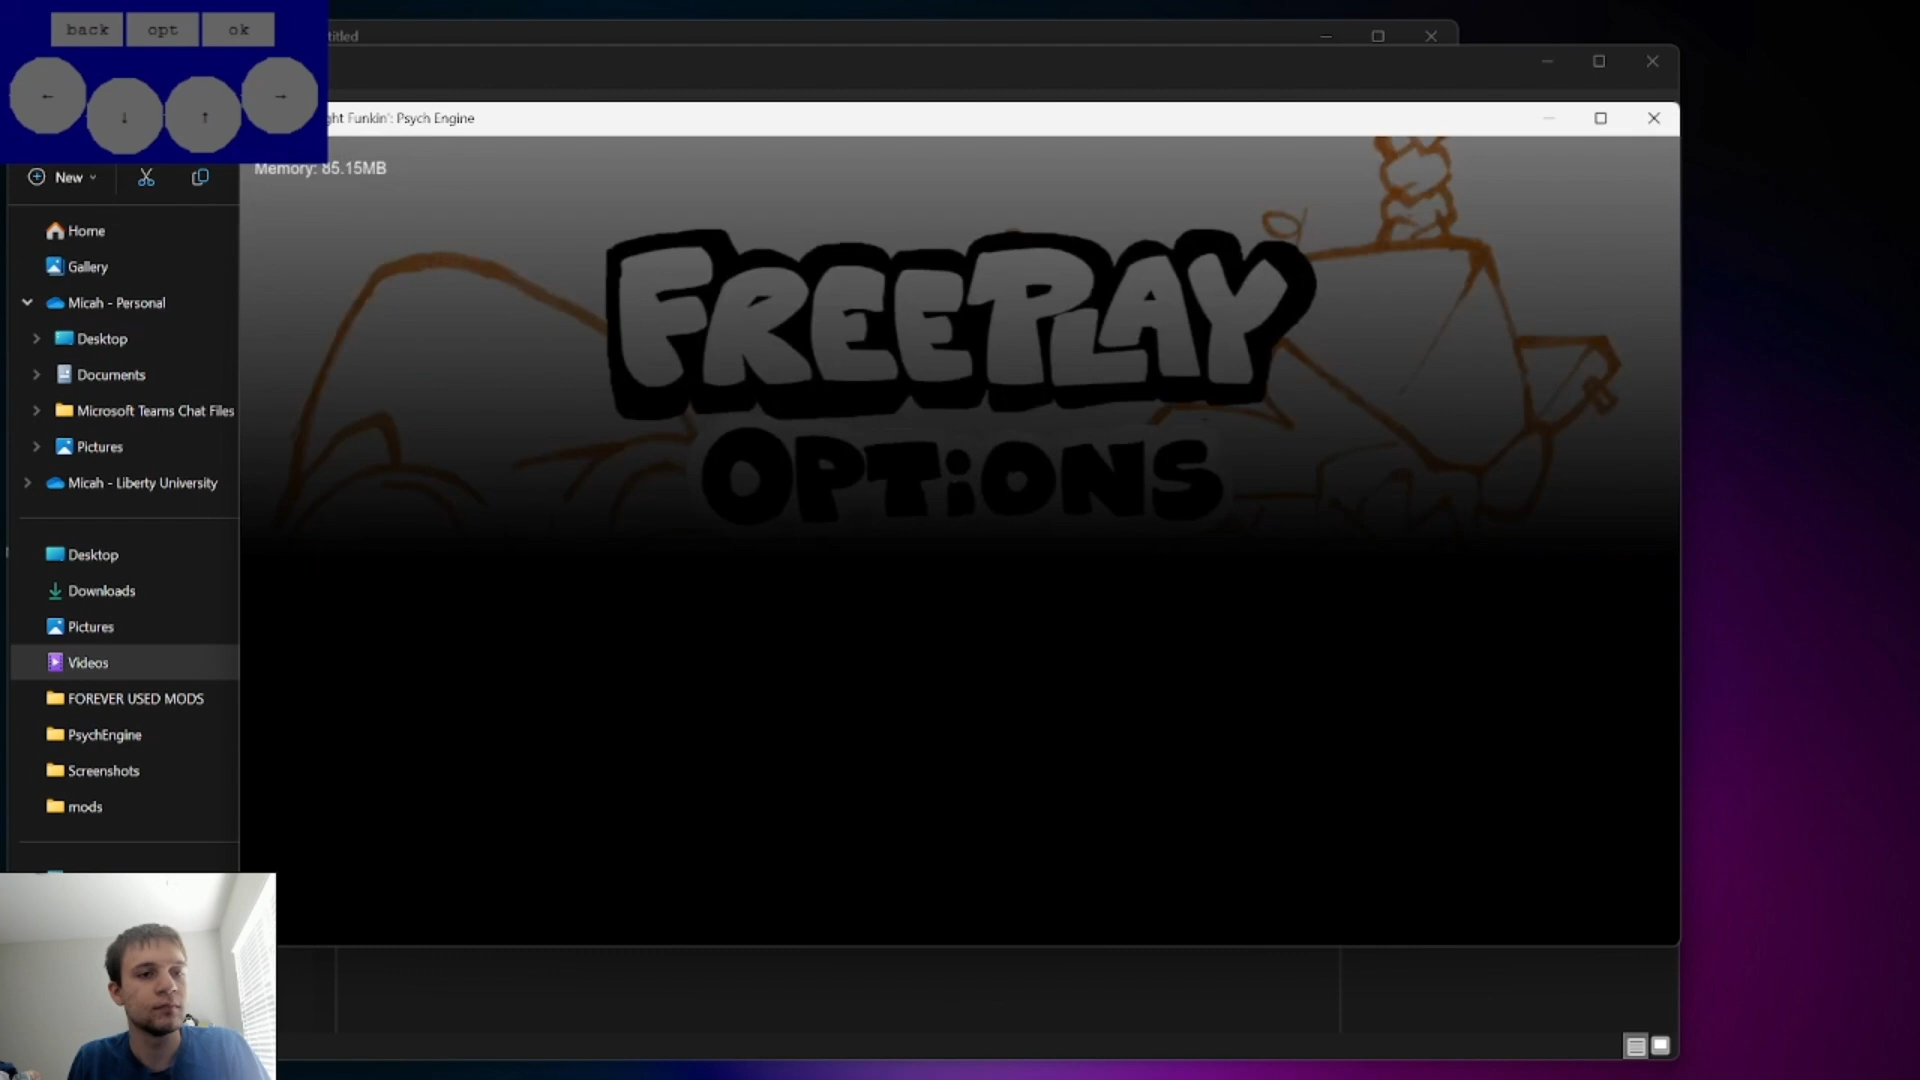 back opt ok
← ↓ ↑ →
titled
ght Funkin': Psych Engine
Memory: 85.15MB
New
Home
Gallery
Micah - Personal
Desktop
Documents
Microsoft Teams Chat Files
Pictures
Micah - Liberty University
Desktop
Downloads
Pictures
Videos
FOREVER USED MODS
PsychEngine
Screenshots
mods
FREEPLAY
OPTiONS